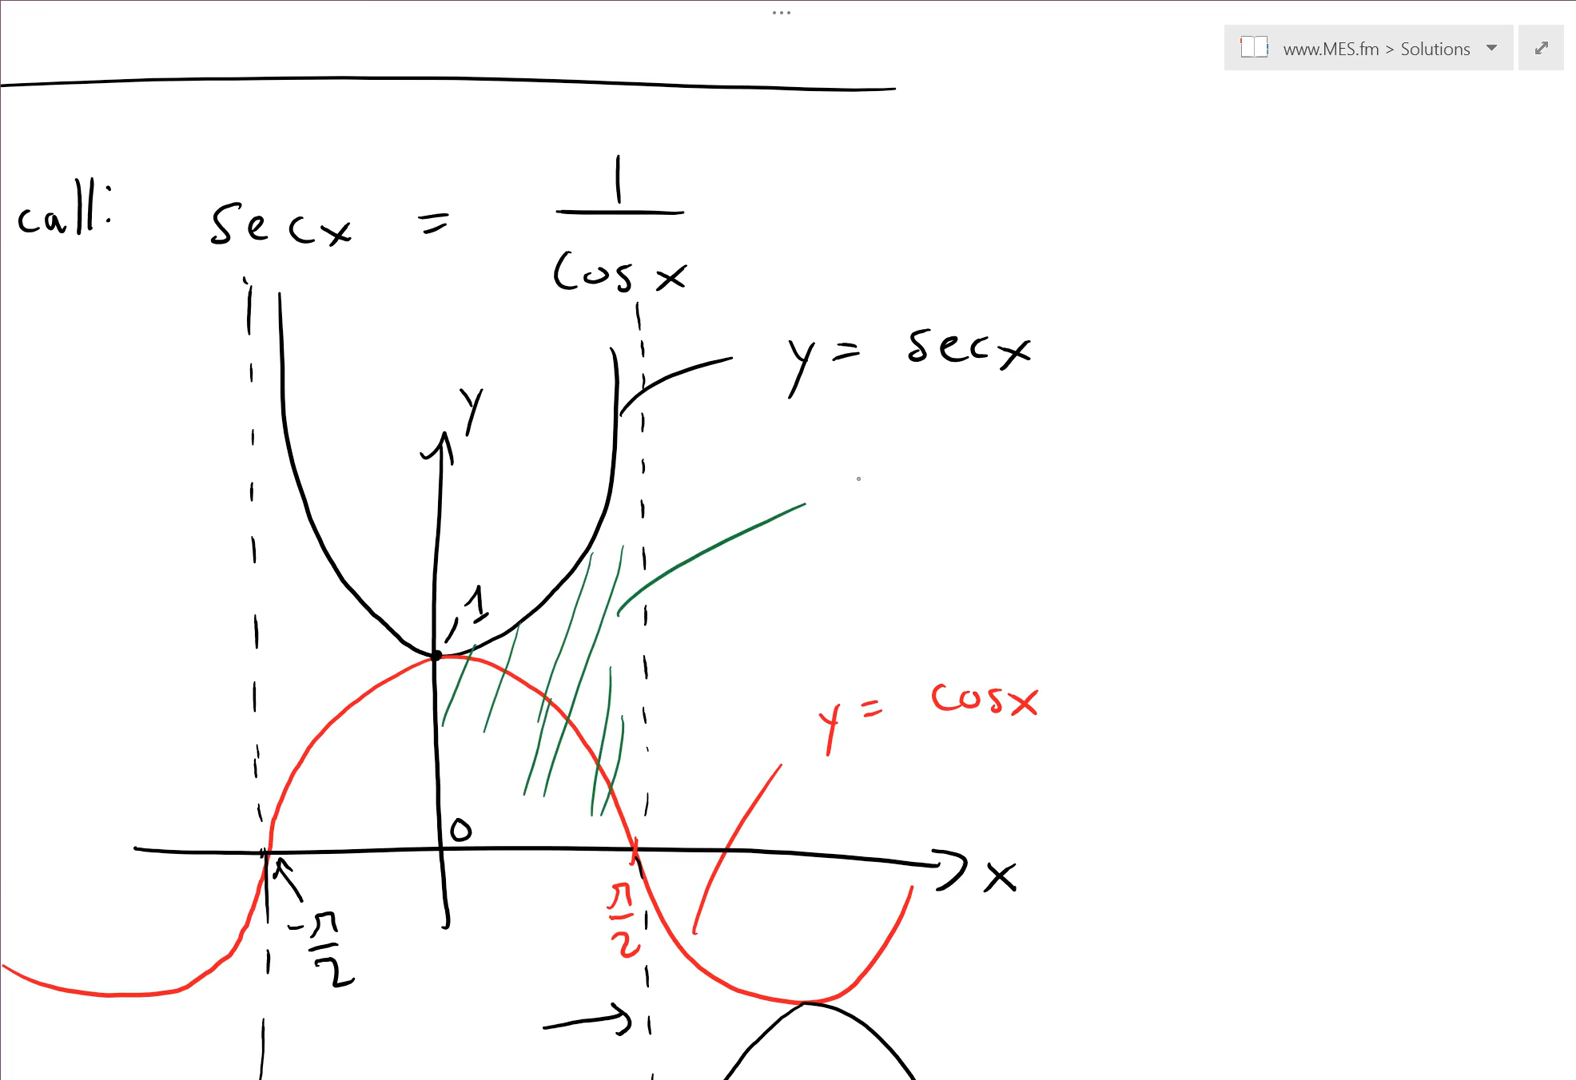 ...
www.MES.fm > Solutions
call: sec x = 1/cos x
y = sec x
y
1
y = cos x
0
x
-π/2
π/2